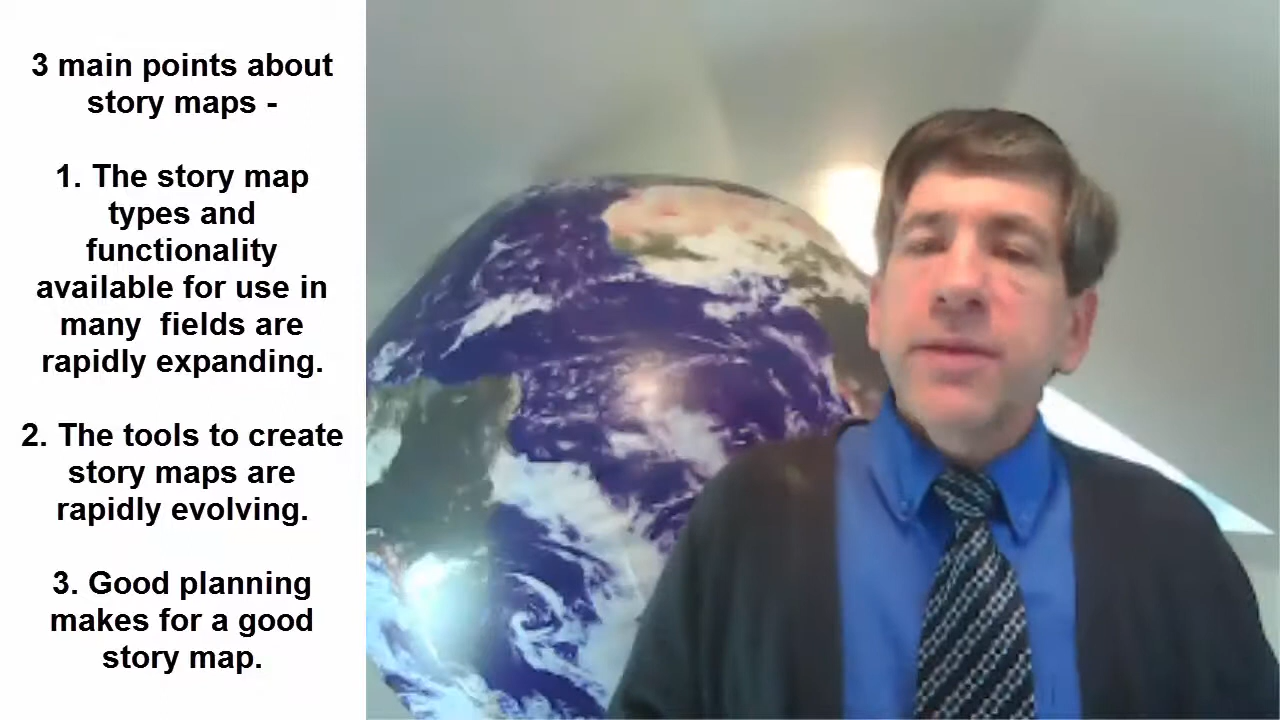 3 main points about
story maps -
1. The story map
types and
functionality
available for use in
many  fields are
rapidly expanding.
2. The tools to create
story maps are
rapidly evolving.
3. Good planning
makes for a good
story map.